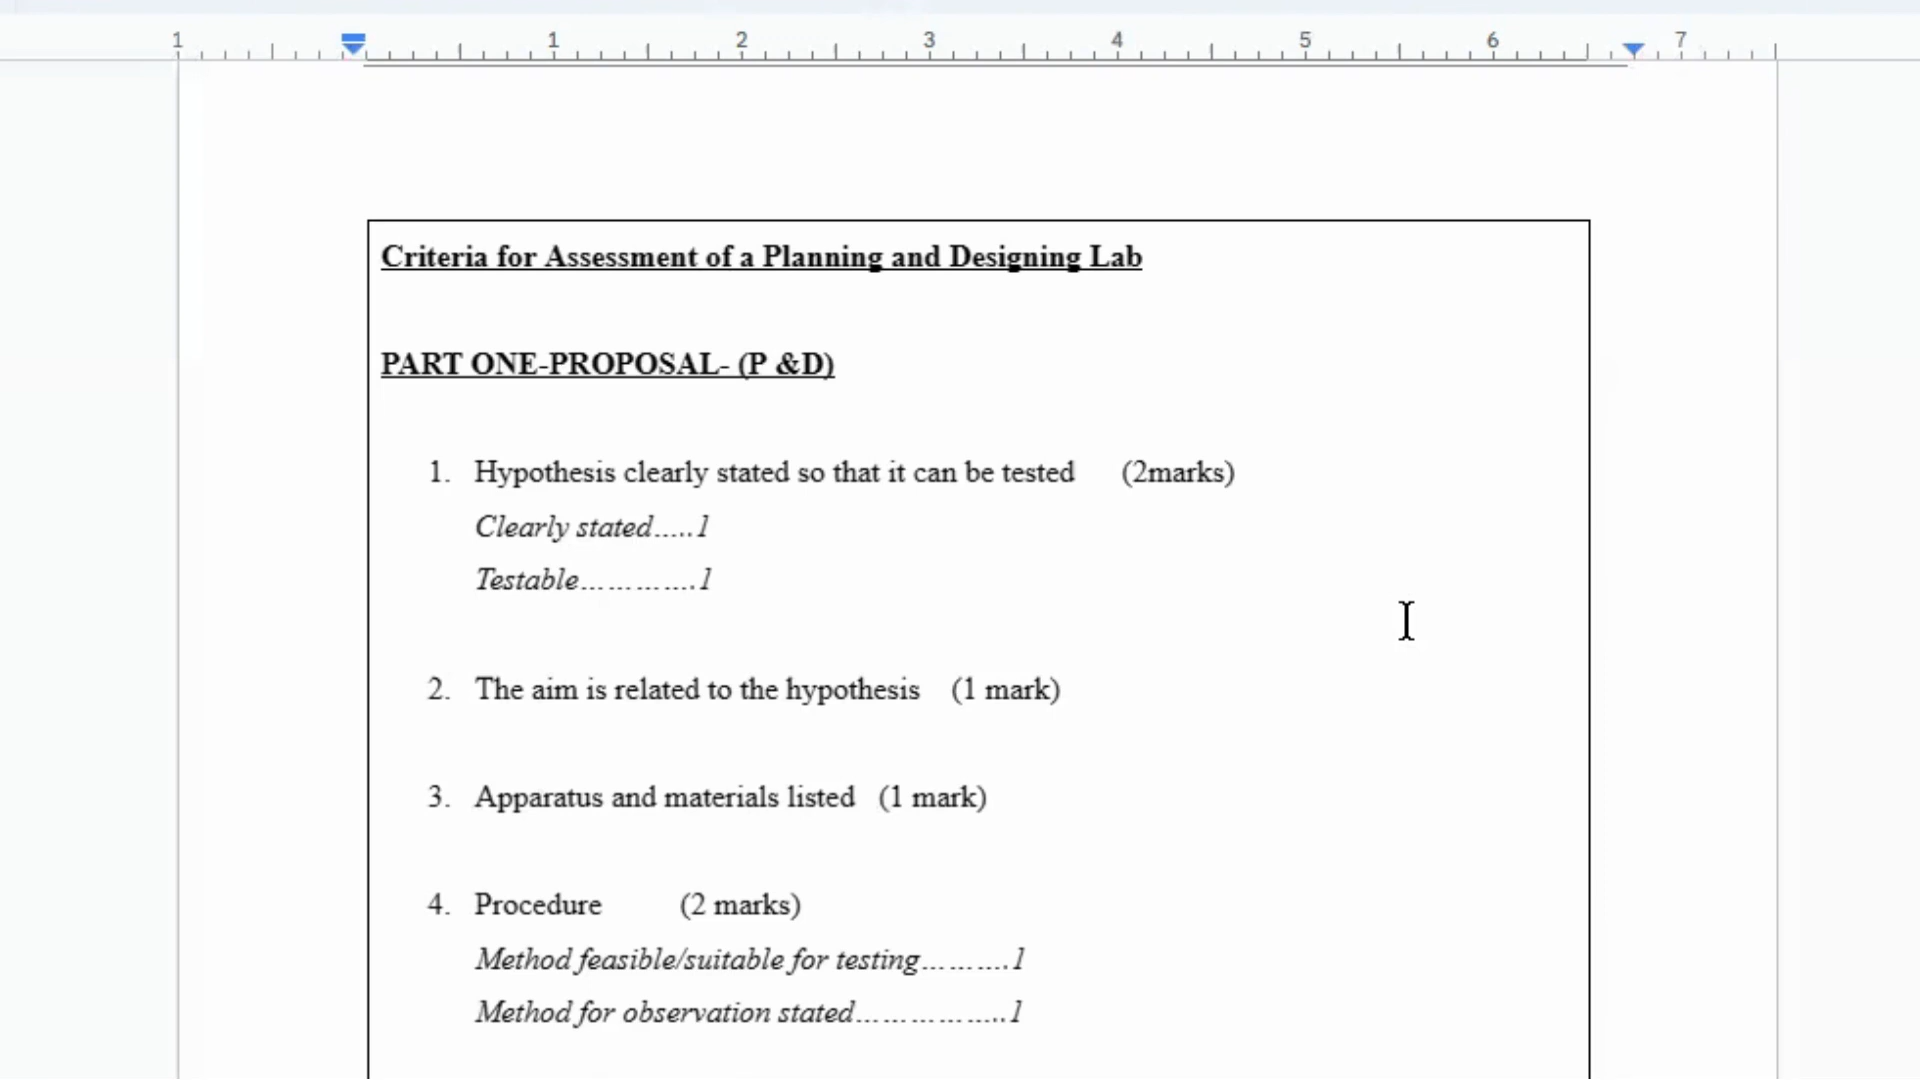 1 1 2 3 4 5 6 7
Criteria for Assessment of a Planning and Designing Lab
PART ONE-PROPOSAL- (P &D)
1. Hypothesis clearly stated so that it can be tested (2marks)
Clearly stated.....1
Testable………….1
2. The aim is related to the hypothesis (1 mark)
3. Apparatus and materials listed (1 mark)
4. Procedure (2 marks)
Method feasible/suitable for testing……….1
Method for observation stated……………..1